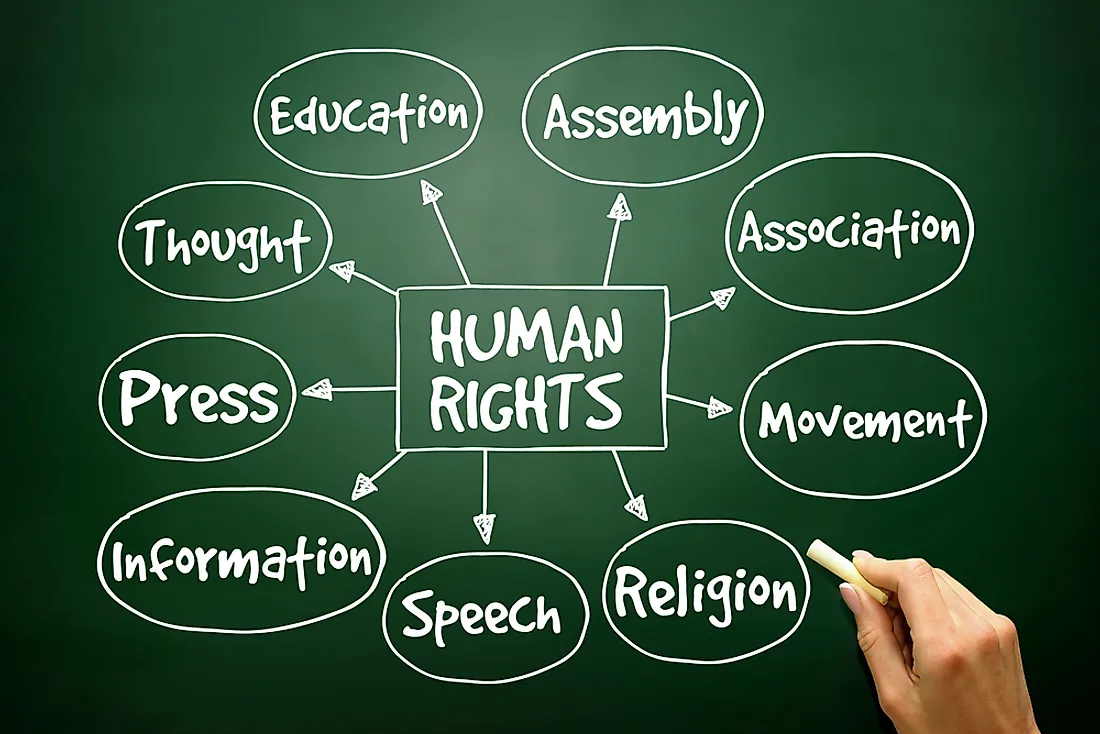 Education
Assembly
Thought
Association
HUMAN
RIGHTS
Press
Movement
Information
Speech
Religion